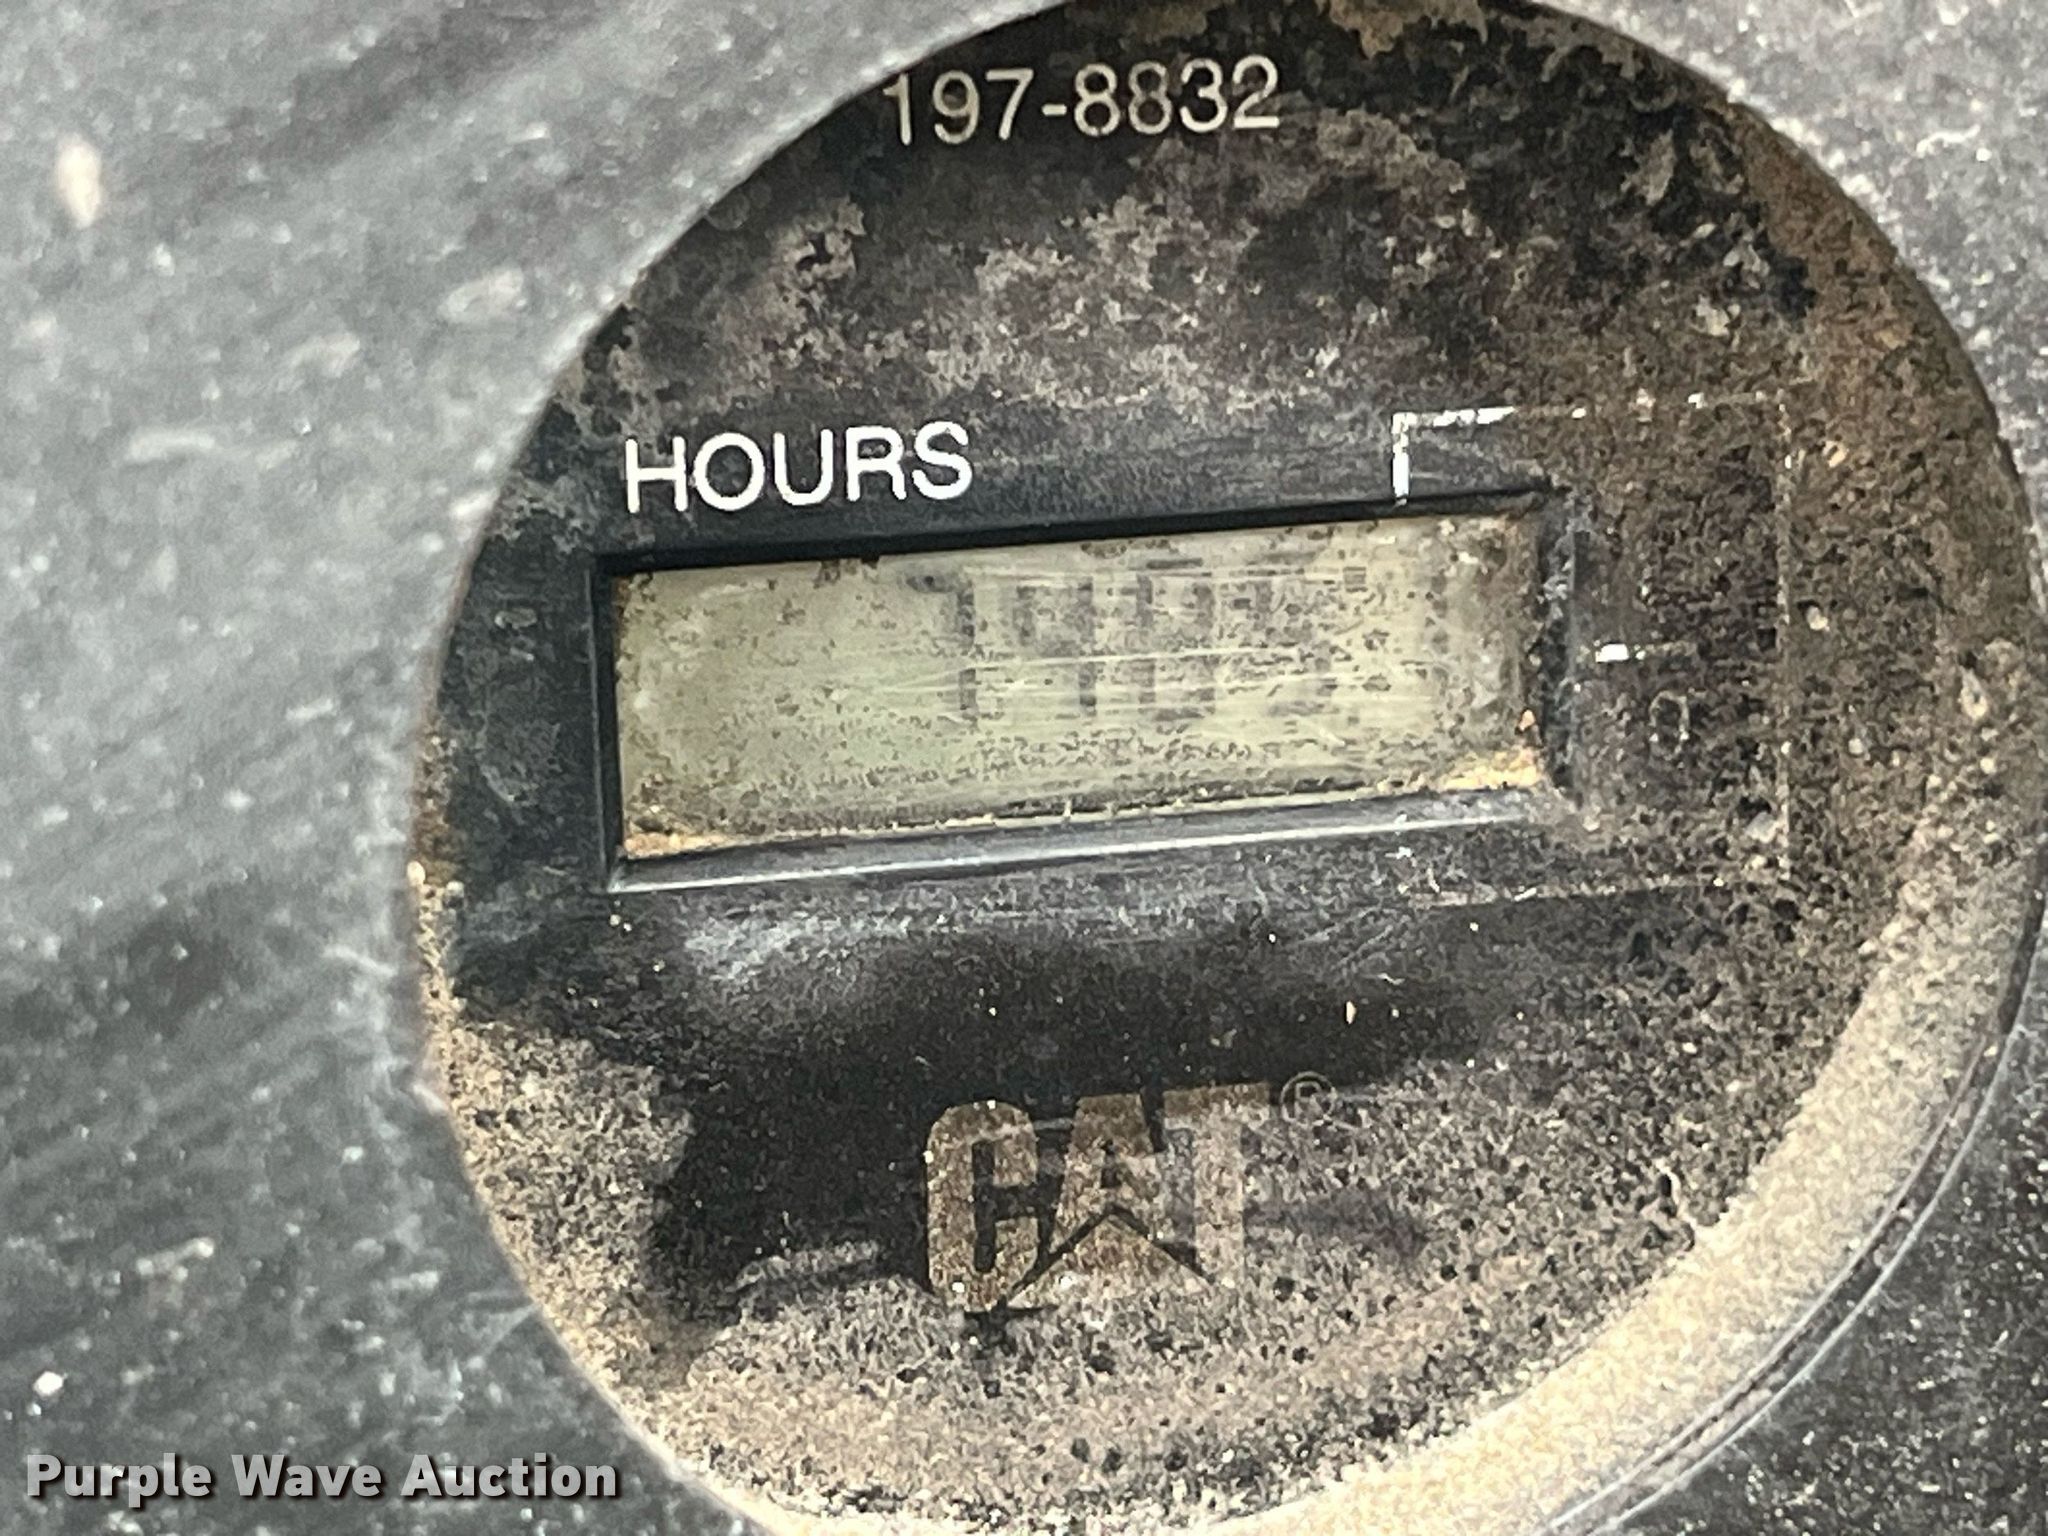 197-8832
HOURS
CAT®
Purple Wave Auction